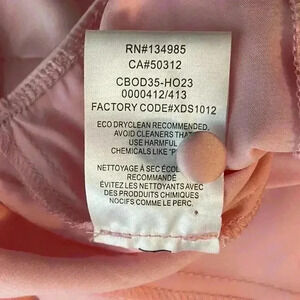 RN#134985
CA#50312
CBOD35-HO23
0000412/413
FACTORY CODE#XDS1012
ECO DRYCLEAN RECOMMENDED.
AVOID CLEANERS THAT
USE HARMFUL
CHEMICALS LIKE "P
NETTOYAGE À SEC ÉCOL
RECOMMANDÉ
ÉVITEZ LES NETTOYANTS AVEC
DES PRODUITS CHIMIQUES
NOCIFS COMME LE PERC.